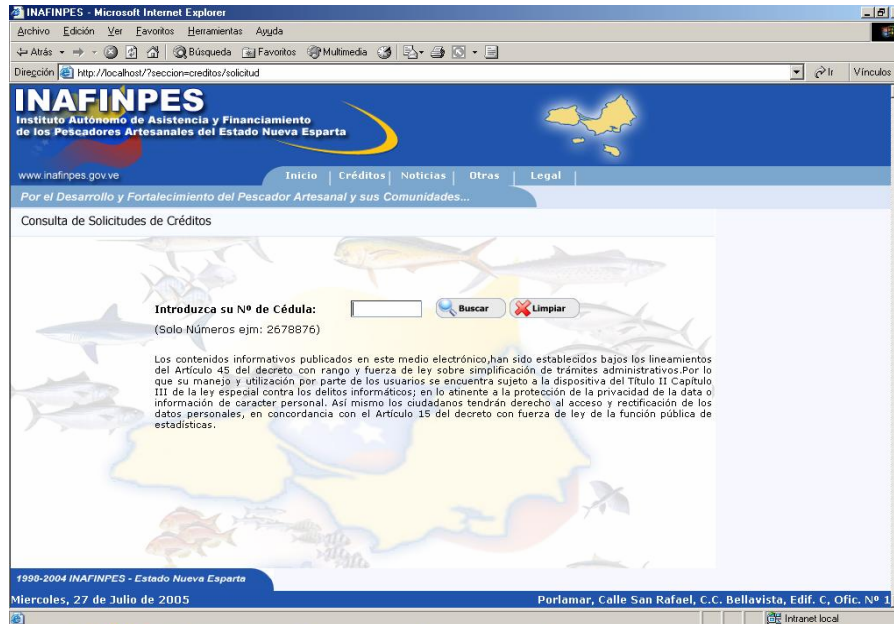 INAFINPES - Microsoft Internet Explorer
Archivo Edición Ver Favoritos Herramientas Ayuda
Atrás Búsqueda Favoritos Multimedia
Dirección http://localhost/?seccion=creditos/solicitud Ir Vínculos
INAFINPES
Instituto Autónomo de Asistencia y Financiamiento
de los Pescadores Artesanales del Estado Nueva Esparta
www.inafinpes.gov.ve Inicio | Créditos | Noticias | Otras | Legal |
Por el Desarrollo y Fortalecimiento del Pescador Artesanal y sus Comunidades...
Consulta de Solicitudes de Créditos
Introduzca su Nº de Cédula: Buscar Limpiar
(Solo Números ejm: 2678876)
Los contenidos informativos publicados en este medio electrónico,han sido establecidos bajos los lineamientos
del Artículo 45 del decreto con rango y fuerza de ley sobre simplificación de trámites administrativos.Por lo
que su manejo y utilización por parte de los usuarios se encuentra sujeto a la dispositiva del Título II Capítulo
III de la ley especial contra los delitos informáticos; en lo atinente a la protección de la privacidad de la data o
información de caracter personal. Así mismo los ciudadanos tendrán derecho al acceso y rectificación de los
datos personales, en concordancia con el Artículo 15 del decreto con fuerza de ley de la función pública de
estadísticas.
1990-2004 INAFINPES - Estado Nueva Esparta
Miercoles, 27 de Julio de 2005 Porlamar, Calle San Rafael, C.C. Bellavista, Edif. C, Ofic. Nº 1
Intranet local